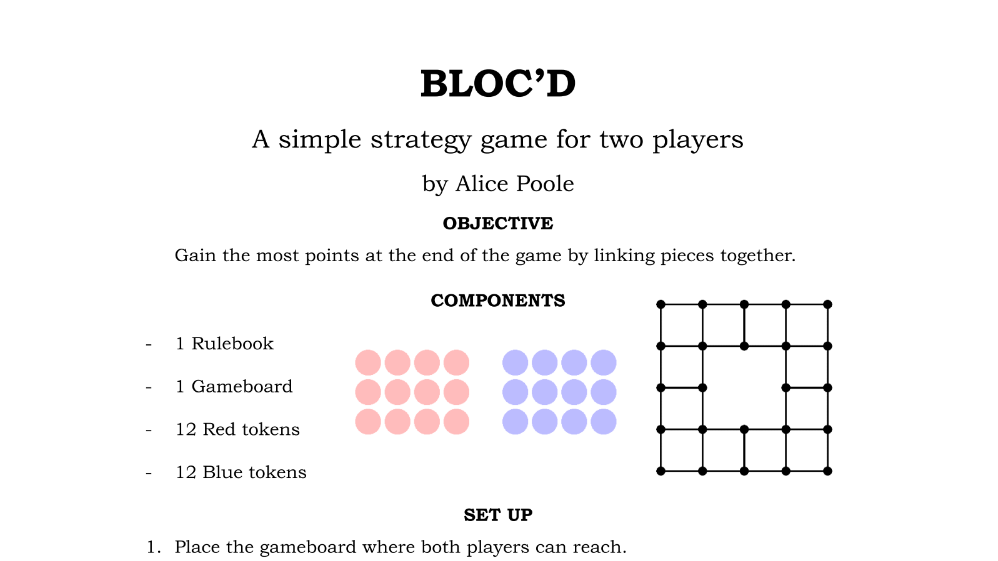 BLOC’D
A simple strategy game for two players
by Alice Poole
OBJECTIVE
Gain the most points at the end of the game by linking pieces together.
COMPONENTS
- 1 Rulebook
- 1 Gameboard
- 12 Red tokens
- 12 Blue tokens
SET UP
1. Place the gameboard where both players can reach.